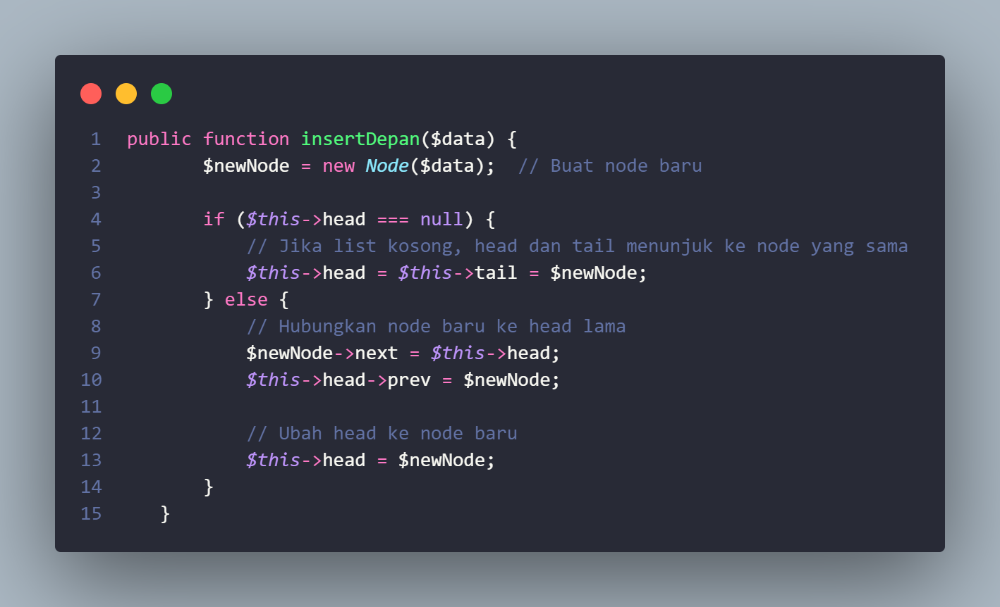 1 public function insertDepan($data) {
2 $newNode = new Node($data);  // Buat node baru
3
4 if ($this->head === null) {
5 // Jika list kosong, head dan tail menunjuk ke node yang sama
6 $this->head = $this->tail = $newNode;
7 } else {
8 // Hubungkan node baru ke head lama
9 $newNode->next = $this->head;
10 $this->head->prev = $newNode;
11
12 // Ubah head ke node baru
13 $this->head = $newNode;
14 }
15 }